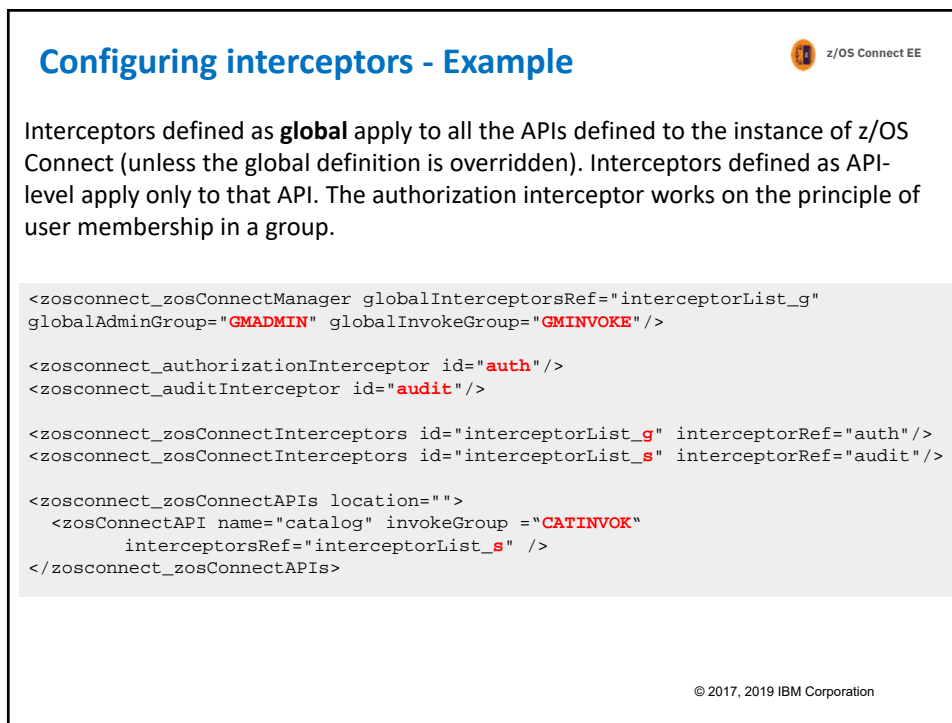 Configuring interceptors - Example
z/OS Connect EE
Interceptors defined as global apply to all the APIs defined to the instance of z/OS
Connect (unless the global definition is overridden). Interceptors defined as API-
level apply only to that API. The authorization interceptor works on the principle of
user membership in a group.
<zosconnect_zosConnectManager globalInterceptorsRef="interceptorList_g"
globalAdminGroup="GMADMIN" globalInvokeGroup="GMINVOKE"/>
<zosconnect_authorizationInterceptor id="auth"/>
<zosconnect_auditInterceptor id="audit"/>
<zosconnect_zosConnectInterceptors id="interceptorList_g" interceptorRef="auth"/>
<zosconnect_zosConnectInterceptors id="interceptorList_s" interceptorRef="audit"/>
<zosconnect_zosConnectAPIs location="">
<zosConnectAPI name="catalog" invokeGroup =“CATINVOK“
interceptorsRef="interceptorList_s" />
</zosconnect_zosConnectAPIs>
© 2017, 2019 IBM Corporation